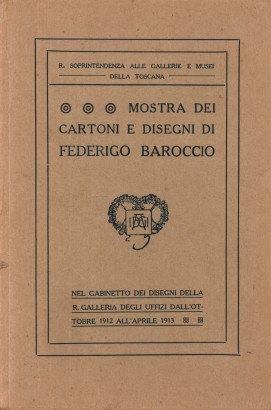 R. SOPRINTENDENZA ALLE GALLERIE E MUSEI
DELLA TOSCANA
MOSTRA DEI
CARTONI E DISEGNI DI
FEDERIGO BAROCCIO
NEL GABINETTO DEI DISEGNI DELLA
R. GALLERIA DEGLI UFFIZI DALL'OT-
TOBRE 1912 ALL'APRILE 1913